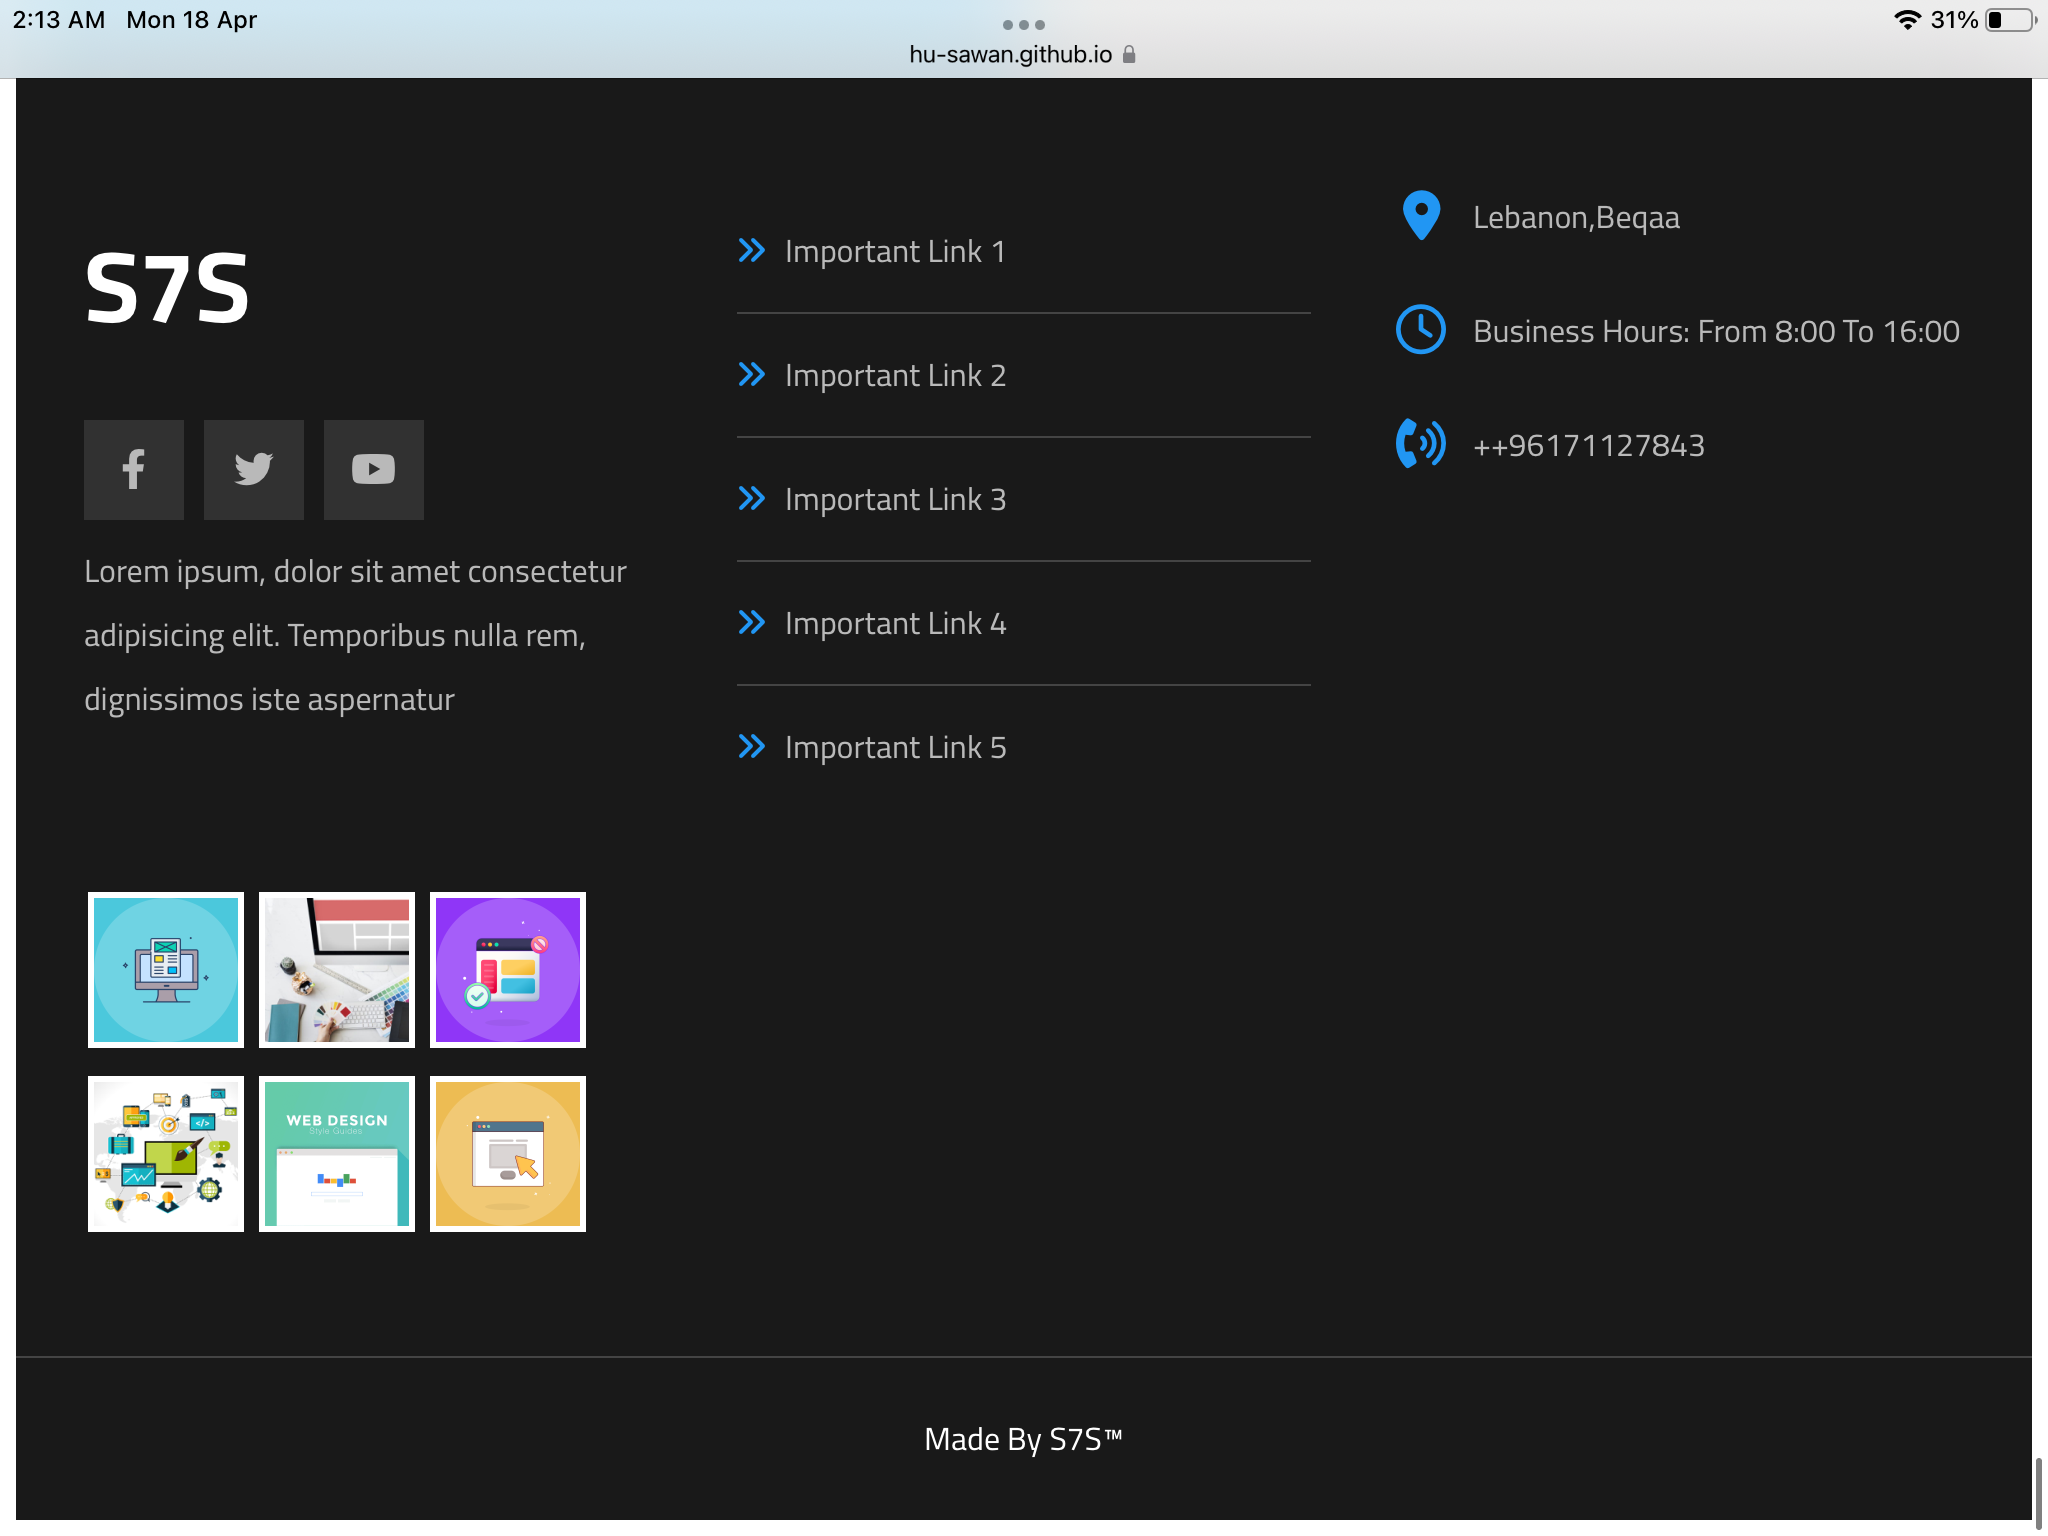 2:13 AM Mon 18 Apr
31%
hu-sawan.github.io
S7S
Lorem ipsum, dolor sit amet consectetur
adipisicing elit. Temporibus nulla rem,
dignissimos iste aspernatur
Important Link 1
Important Link 2
Important Link 3
Important Link 4
Important Link 5
Lebanon,Beqaa
Business Hours: From 8:00 To 16:00
++96171127843
</>
WEB DESIGN
Style Guides
Made By S7S™